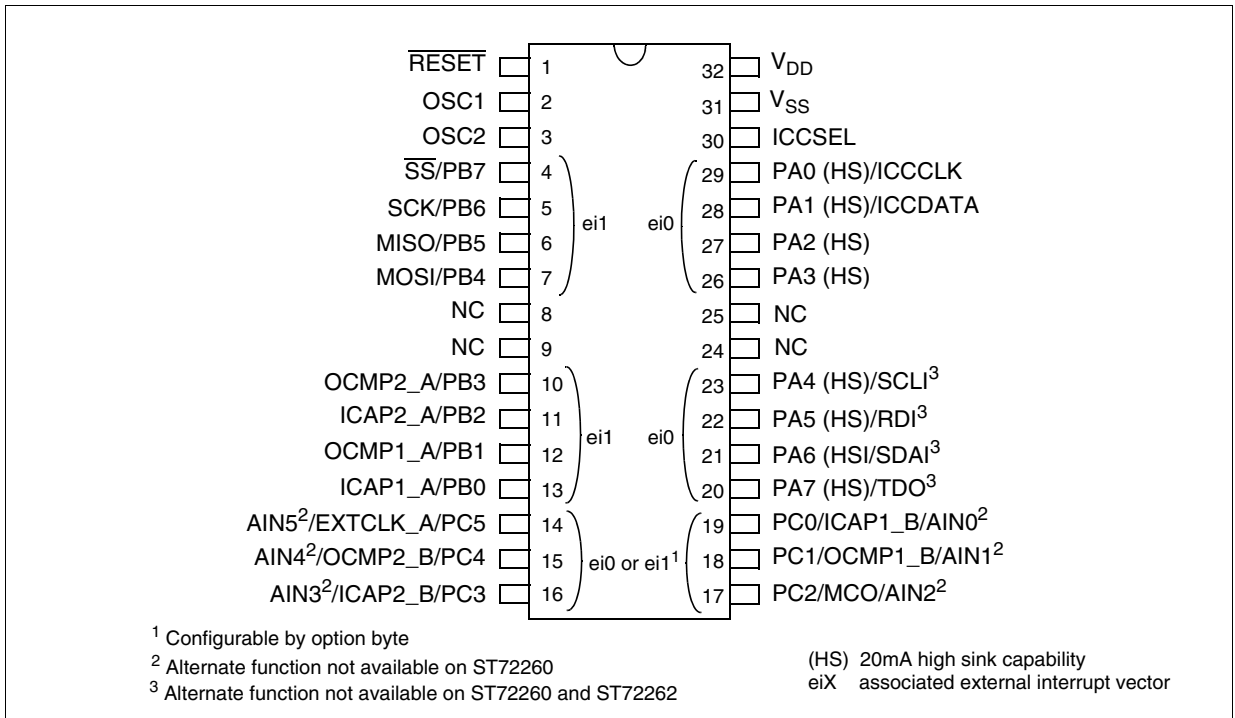 RESET 1 32 VDD
OSC1 2 31 VSS
OSC2 3 30 ICCSEL
SS/PB7 4 29 PA0 (HS)/ICCCLK
SCK/PB6 5 28 PA1 (HS)/ICCDATA
ei1 ei0
MISO/PB5 6 27 PA2 (HS)
MOSI/PB4 7 26 PA3 (HS)
NC 8 25 NC
NC 9 24 NC
OCMP2_A/PB3 10 23 PA4 (HS)/SCLI³
ICAP2_A/PB2 11 22 PA5 (HS)/RDI³
ei1 ei0
OCMP1_A/PB1 12 21 PA6 (HSI/SDAI³
ICAP1_A/PB0 13 20 PA7 (HS)/TDO³
AIN5²/EXTCLK_A/PC5 14 19 PC0/ICAP1_B/AIN0²
AIN4²/OCMP2_B/PC4 15 ei0 or ei1¹ 18 PC1/OCMP1_B/AIN1²
AIN3²/ICAP2_B/PC3 16 17 PC2/MCO/AIN2²
¹ Configurable by option byte
² Alternate function not available on ST72260
³ Alternate function not available on ST72260 and ST72262
(HS) 20mA high sink capability
eiX associated external interrupt vector